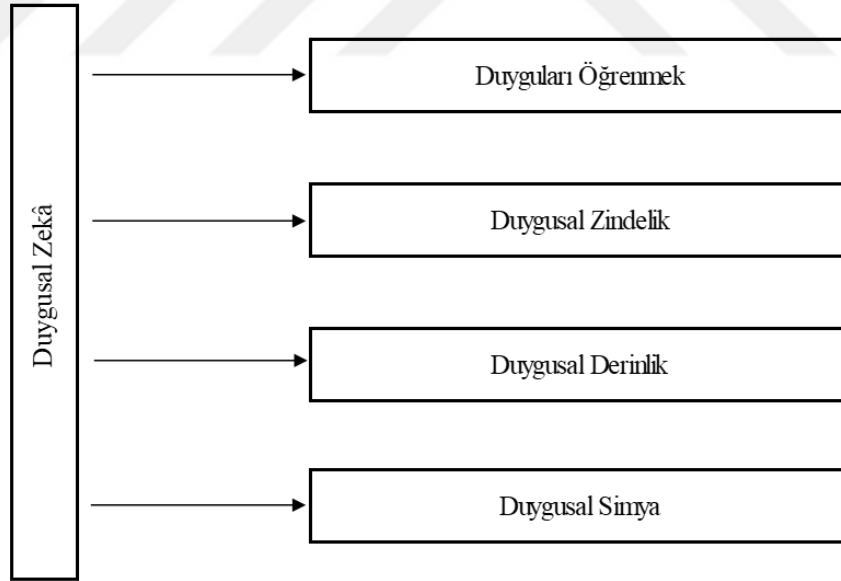 Duygusal Zekâ
Duyguları Öğrenmek
Duygusal Zindelik
Duygusal Derinlik
Duygusal Simya